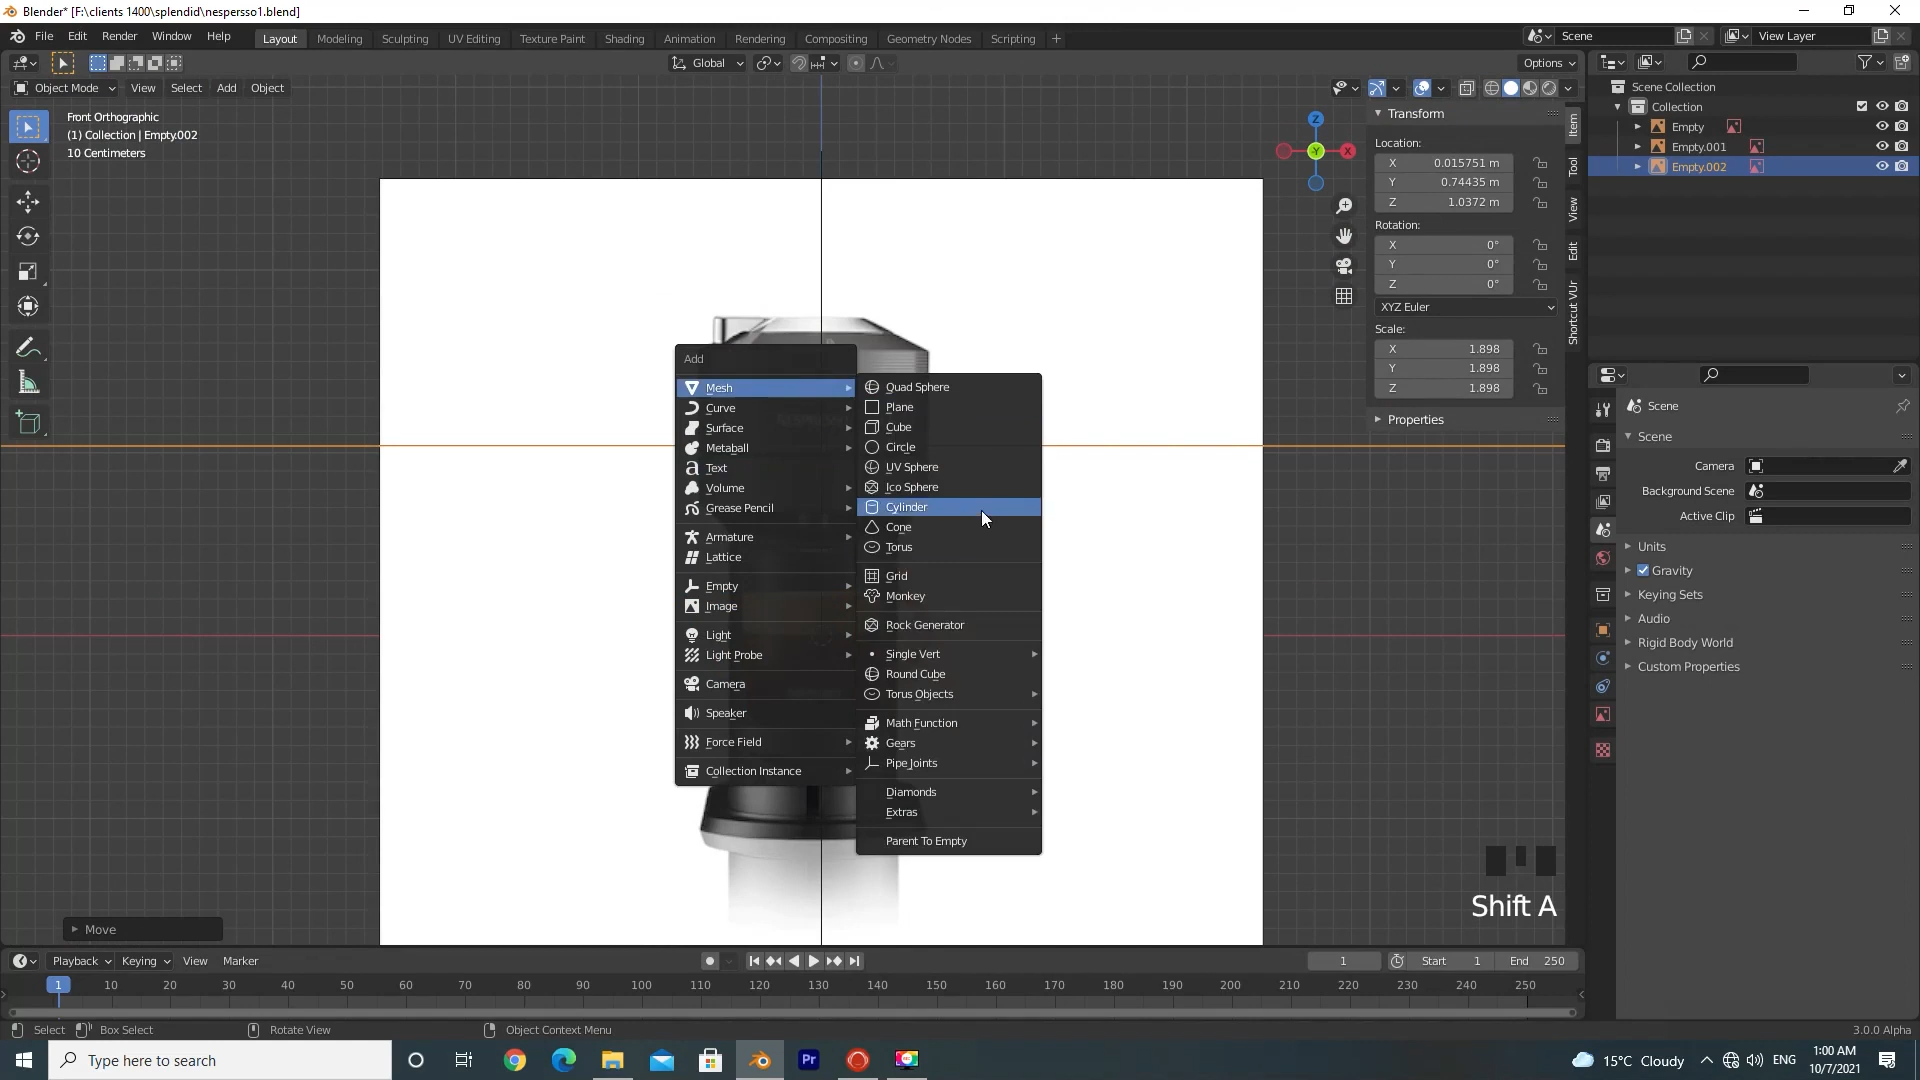 Blender* [F:\clients 1400\splendid\nespersso1.blend]
File Edit Render Window Help
Layout Modeling Sculpting UV Editing Texture Paint Shading Animation Rendering Compositing Geometry Nodes Scripting +
Scene
View Layer
Global
Options
Object Mode View Select Add Object
Front Orthographic
(1) Collection | Empty.002
10 Centimeters
Z
X
-Y
Transform
Location:
X 0.015751 m
Y 0.74435 m
Z 1.0372 m
Rotation:
X 0°
Y 0°
Z 0°
XYZ Euler
Scale:
X 1.898
Y 1.898
Z 1.898
Properties
Item
Tool
View
Edit
Shortcut VUr
Scene Collection
Collection
Empty
Empty.001
Empty.002
Scene
Scene
Camera
Background Scene
Active Clip
Units
Gravity
Keying Sets
Audio
Rigid Body World
Custom Properties
Add
Mesh
Curve
Surface
Metaball
Text
Volume
Grease Pencil
Armature
Lattice
Empty
Image
Light
Light Probe
Camera
Speaker
Force Field
Collection Instance
Quad Sphere
Plane
Cube
Circle
UV Sphere
Ico Sphere
Cylinder
Cone
Torus
Grid
Monkey
Rock Generator
Single Vert
Round Cube
Torus Objects
Math Function
Gears
Pipe Joints
Diamonds
Extras
Parent To Empty
Shift A
Move
Playback Keying View Marker
1 Start 1 End 250
1 10 20 30 40 50 60 70 80 90 100 110 120 130 140 150 160 170 180 190 200 210 220 230 240 250
Select Box Select Rotate View Object Context Menu
3.0.0 Alpha
Type here to search
Pr
15°C Cloudy
ENG
1:00 AM
10/7/2021